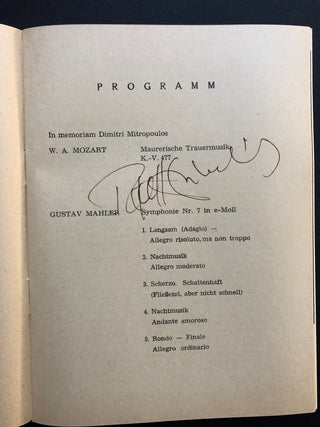 PROGRAMM
In memoriam Dimitri Mitropoulos
W. A. MOZART Maurerische Trauermusik
K.-V. 477
GUSTAV MAHLER Symphonie Nr. 7 in e-Moll
1. Langsam (Adagio) —
Allegro risoluto, ma non troppo
2. Nachtmusik
Allegro moderato
3. Scherzo. Schattenhaft
(Fließend, aber nicht schnell)
4. Nachtmusik
Andante amoroso
5. Rondo — Finale
Allegro ordinario